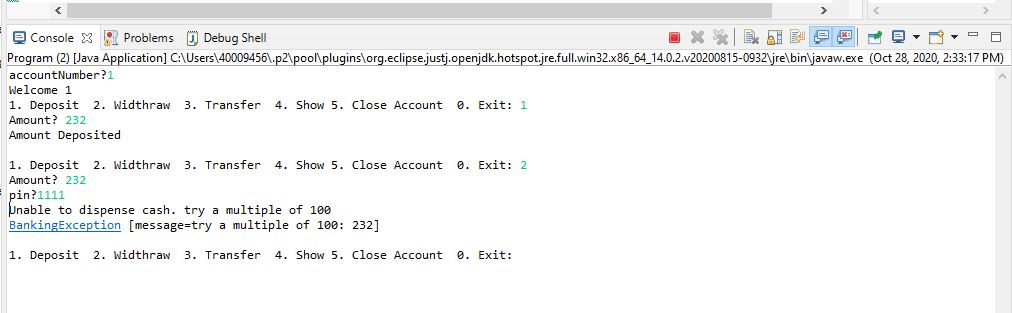 Console Problems Debug Shell
Program (2) [Java Application] C:\Users\40009456\.p2\pool\plugins\org.eclipse.justj.openjdk.hotspot.jre.full.win32.x86_64_14.0.2.v20200815-0932\jre\bin\javaw.exe (Oct 28, 2020, 2:33:17 PM)
accountNumber?1
Welcome 1
1. Deposit  2. Widthraw  3. Transfer  4. Show 5. Close Account  0. Exit: 1
Amount? 232
Amount Deposited
1. Deposit  2. Widthraw  3. Transfer  4. Show 5. Close Account  0. Exit: 2
Amount? 232
pin?1111
Unable to dispense cash. try a multiple of 100
BankingException [message=try a multiple of 100: 232]
1. Deposit  2. Widthraw  3. Transfer  4. Show 5. Close Account  0. Exit: